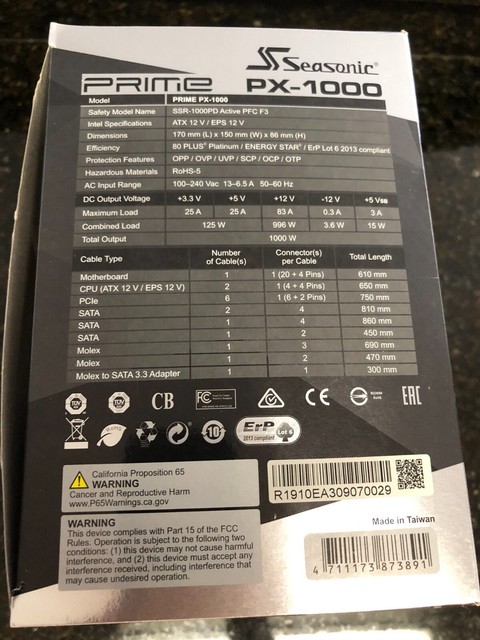 Seasonic
PRIME PX-1000
Model PRIME PX-1000
Safety Model Name SSR-1000PD Active PFC F3
Intel Specifications ATX 12 V / EPS 12 V
Dimensions 170 mm (L) x 150 mm (W) x 86 mm (H)
Efficiency 80 PLUS® Platinum / ENERGY STAR® / ErP Lot 6 2013 compliant
Protection Features OPP / OVP / UVP / SCP / OCP / OTP
Hazardous Materials RoHS-5
AC Input Range 100–240 Vac 13–6.5 A 50–60 Hz
DC Output Voltage +3.3 V +5 V +12 V -12 V +5 VSB
Maximum Load 25 A 25 A 83 A 0.3 A 3 A
Combined Load 125 W 996 W 3.6 W 15 W
Total Output 1000 W
Cable Type Number of Cable(s) Connector(s) per Cable Total Length
Motherboard 1 1 (20 + 4 Pins) 610 mm
CPU (ATX 12 V / EPS 12 V) 2 1 (4 + 4 Pins) 650 mm
PCIe 6 1 (6 + 2 Pins) 750 mm
SATA 2 4 810 mm
SATA 1 4 860 mm
SATA 1 2 450 mm
Molex 1 3 690 mm
Molex 1 2 470 mm
Molex to SATA 3.3 Adapter 1 1 300 mm
TÜV TÜV CB FC CE EAC
10 ErP Lot 6
2013 compliant
California Proposition 65
WARNING
Cancer and Reproductive Harm
www.P65Warnings.ca.gov
R1910EA309070029
WARNING
This device complies with Part 15 of the FCC
Rules. Operation is subject to the following two
conditions: (1) this device may not cause harmful
interference, and (2) this device must accept any
interference received, including interference that
may cause undesired operation.
Made in Taiwan
4 711173 873891